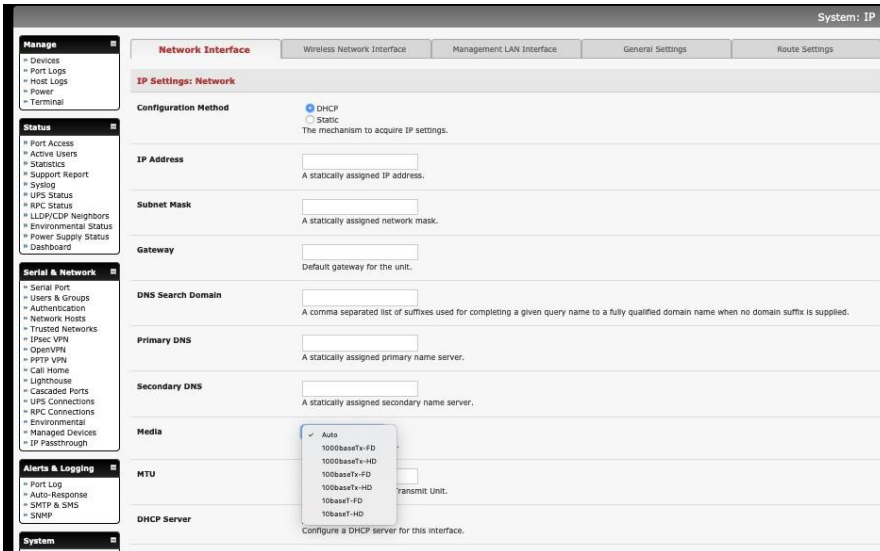 System: IP
Manage
Devices
Port Logs
Host Logs
Power
Terminal
Status
Port Access
Active Users
Statistics
Support Report
Syslog
UPS Status
RPC Status
LLDP/CDP Neighbors
Environmental Status
Power Supply Status
Dashboard
Serial & Network
Serial Port
Users & Groups
Authentication
Network Hosts
Trusted Networks
IPsec VPN
OpenVPN
PPTP VPN
Call Home
Lighthouse
Cascaded Ports
UPS Connections
RPC Connections
Environmental
Managed Devices
IP Passthrough
Alerts & Logging
Port Log
Auto-Response
SMTP & SMS
SNMP
System
Network Interface
Wireless Network Interface
Management LAN Interface
General Settings
Route Settings
IP Settings: Network
Configuration Method
DHCP
Static
The mechanism to acquire IP settings.
IP Address
A statically assigned IP address.
Subnet Mask
A statically assigned network mask.
Gateway
Default gateway for the unit.
DNS Search Domain
A comma separated list of suffixes used for completing a given query name to a fully qualified domain name when no domain suffix is supplied.
Primary DNS
A statically assigned primary name server.
Secondary DNS
A statically assigned secondary name server.
Media
✓ Auto
1000baseTx-FD
1000baseTx-HD
100baseTx-FD
100baseTx-HD
10baseT-FD
10baseT-HD
MTU
Transmit Unit.
DHCP Server
Configure a DHCP server for this interface.